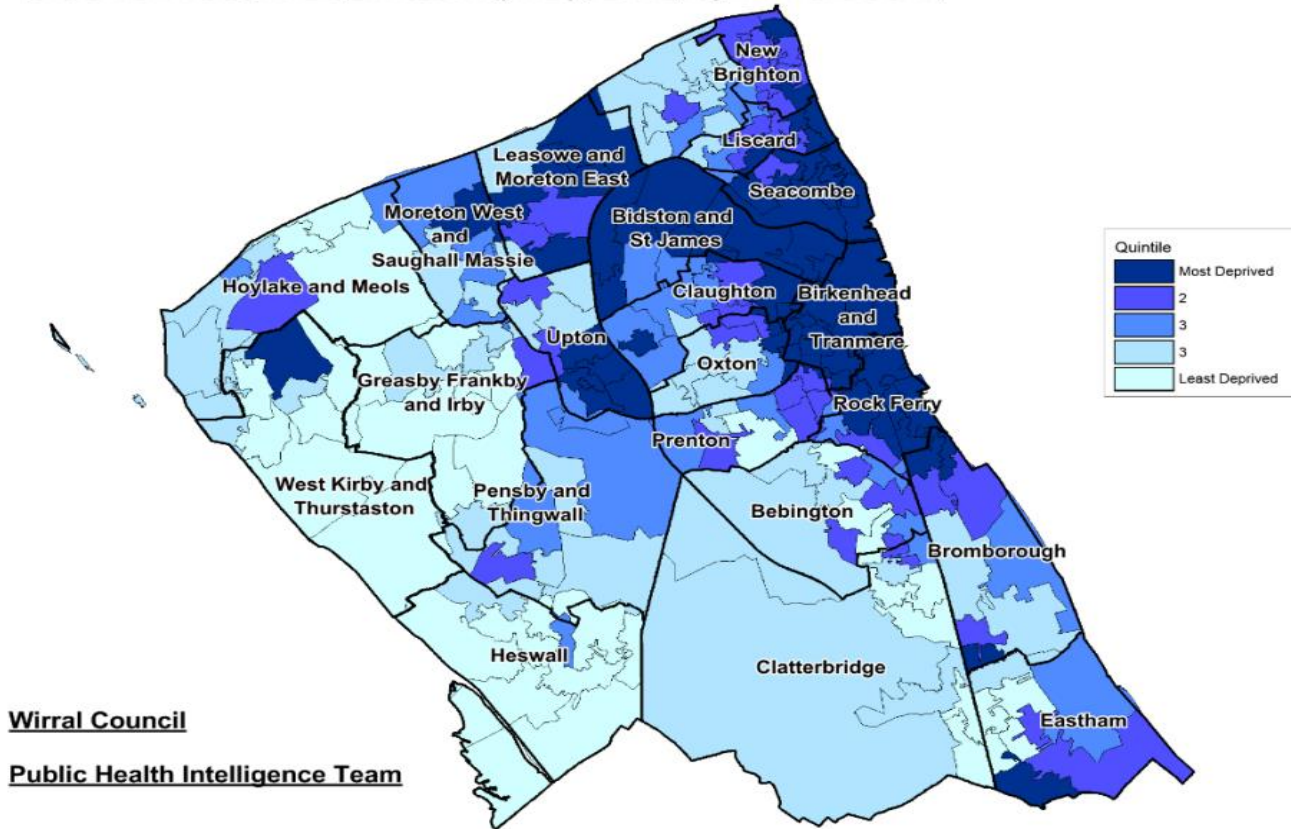 New
Brighton
Liscard
Leasowe and
Moreton East
Seacombe
Moreton West
and
Saughall Massie
Bidston and
St James
Hoylake and Meols
Claughton
Birkenhead
and
Tranmere
Upton
Oxton
Greasby Frankby
and Irby
Rock Ferry
Prenton
West Kirby and
Thurstaston
Pensby and
Thingwall
Bebington
Bromborough
Heswall
Clatterbridge
Eastham
Quintile
Most Deprived
2
3
3
Least Deprived
Wirral Council
Public Health Intelligence Team